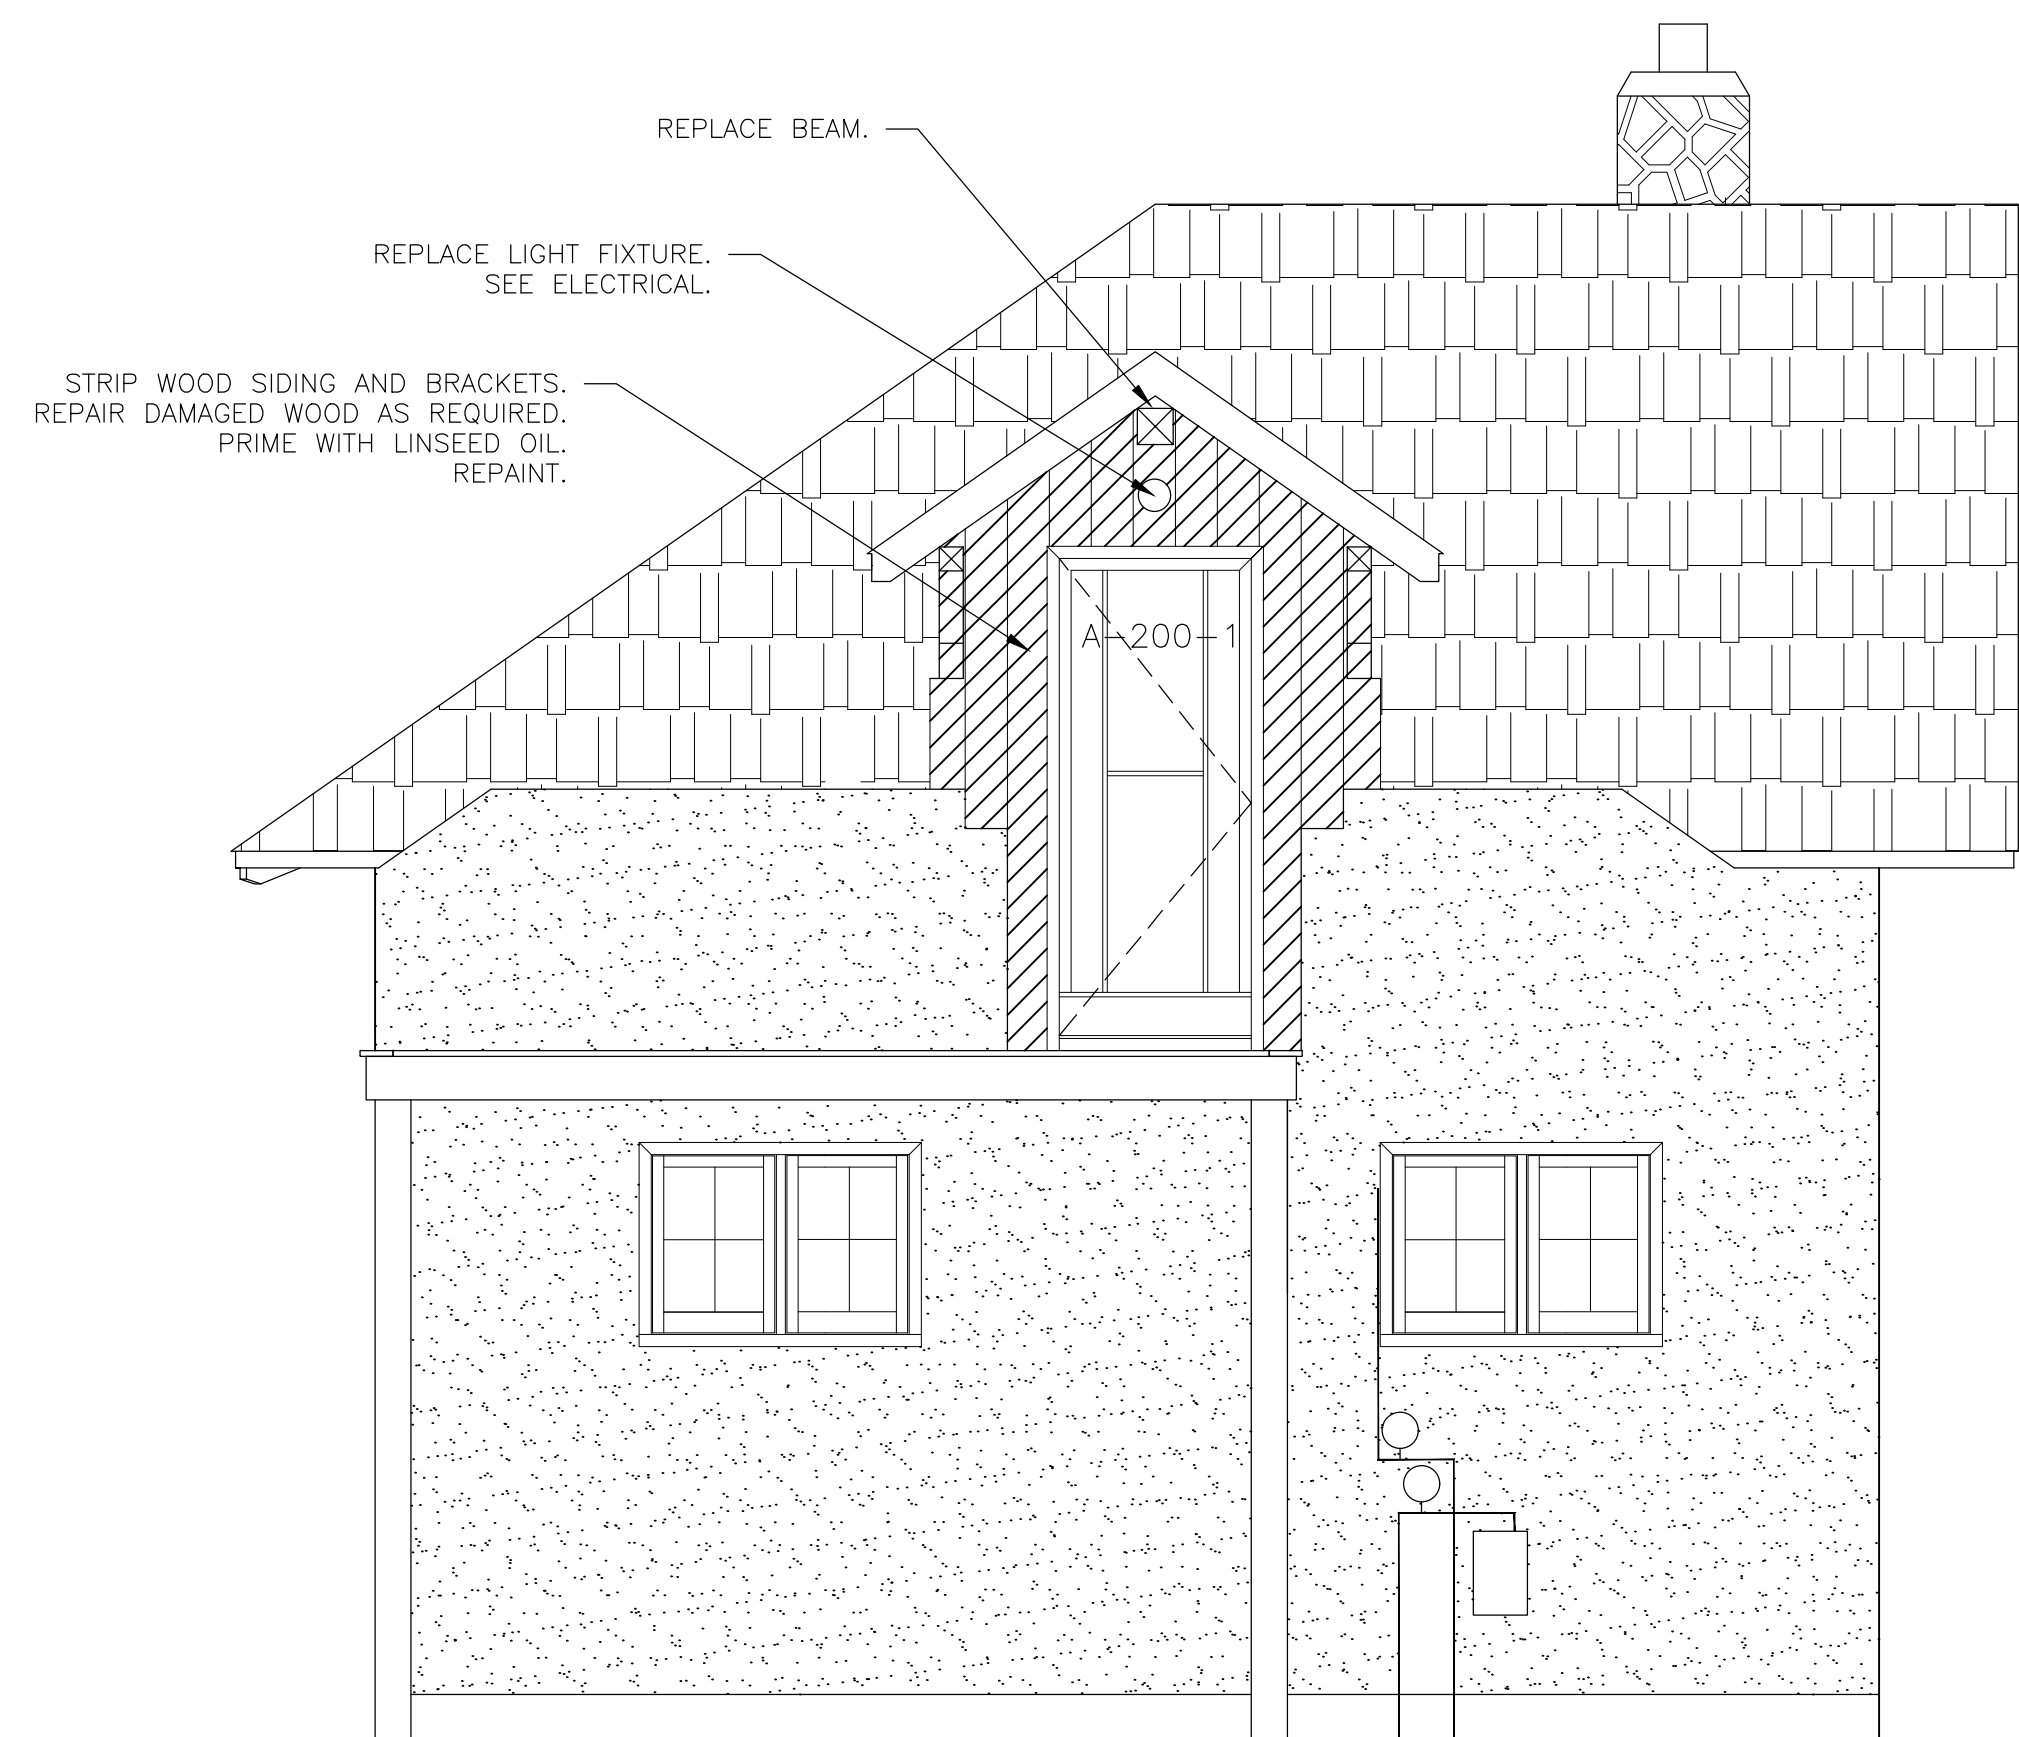 REPLACE BEAM.
REPLACE LIGHT FIXTURE.
SEE ELECTRICAL.
STRIP WOOD SIDING AND BRACKETS.
REPAIR DAMAGED WOOD AS REQUIRED.
PRIME WITH LINSEED OIL.
REPAINT.
A-200-1